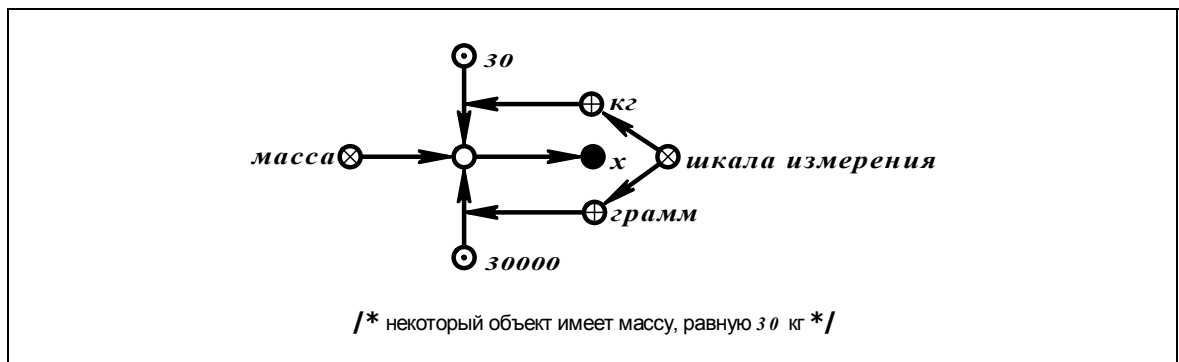 30
кг
масса
x
шкала измерения
грамм
30000
/* некоторый объект имеет массу, равную 30 кг */